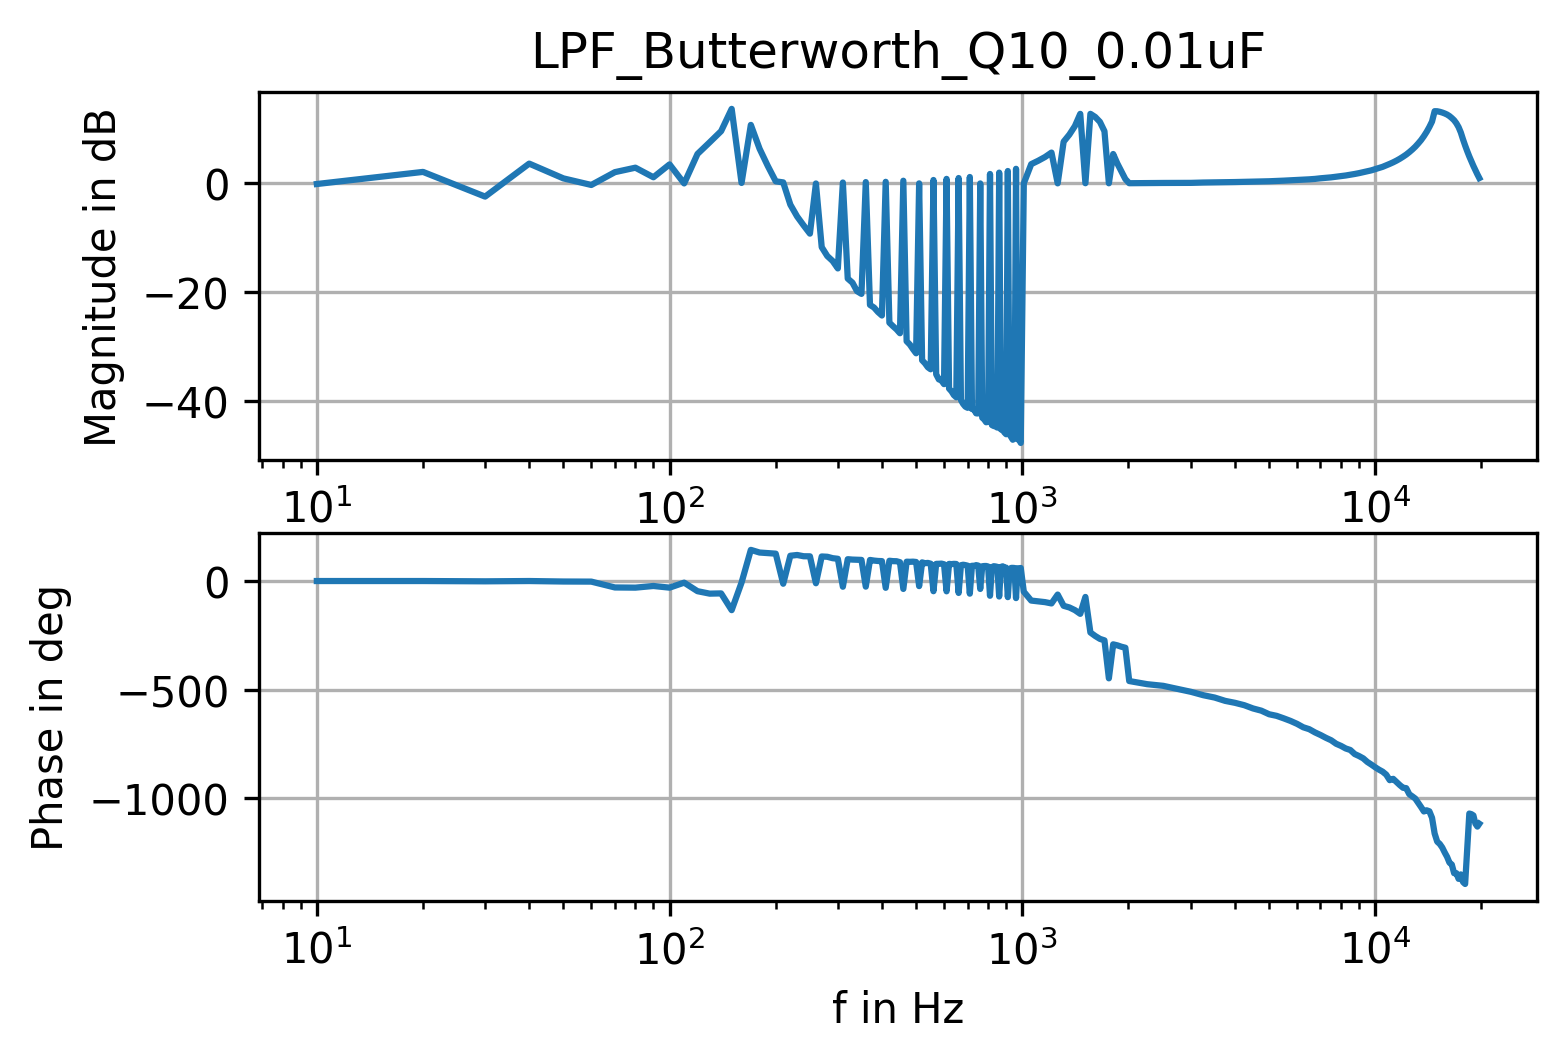 LPF_Butterworth_Q10_0.01uF
Magnitude in dB
0
−20
−40
10¹ 10² 10³ 10⁴
Phase in deg
0
−500
−1000
10¹ 10² 10³ 10⁴
f in Hz